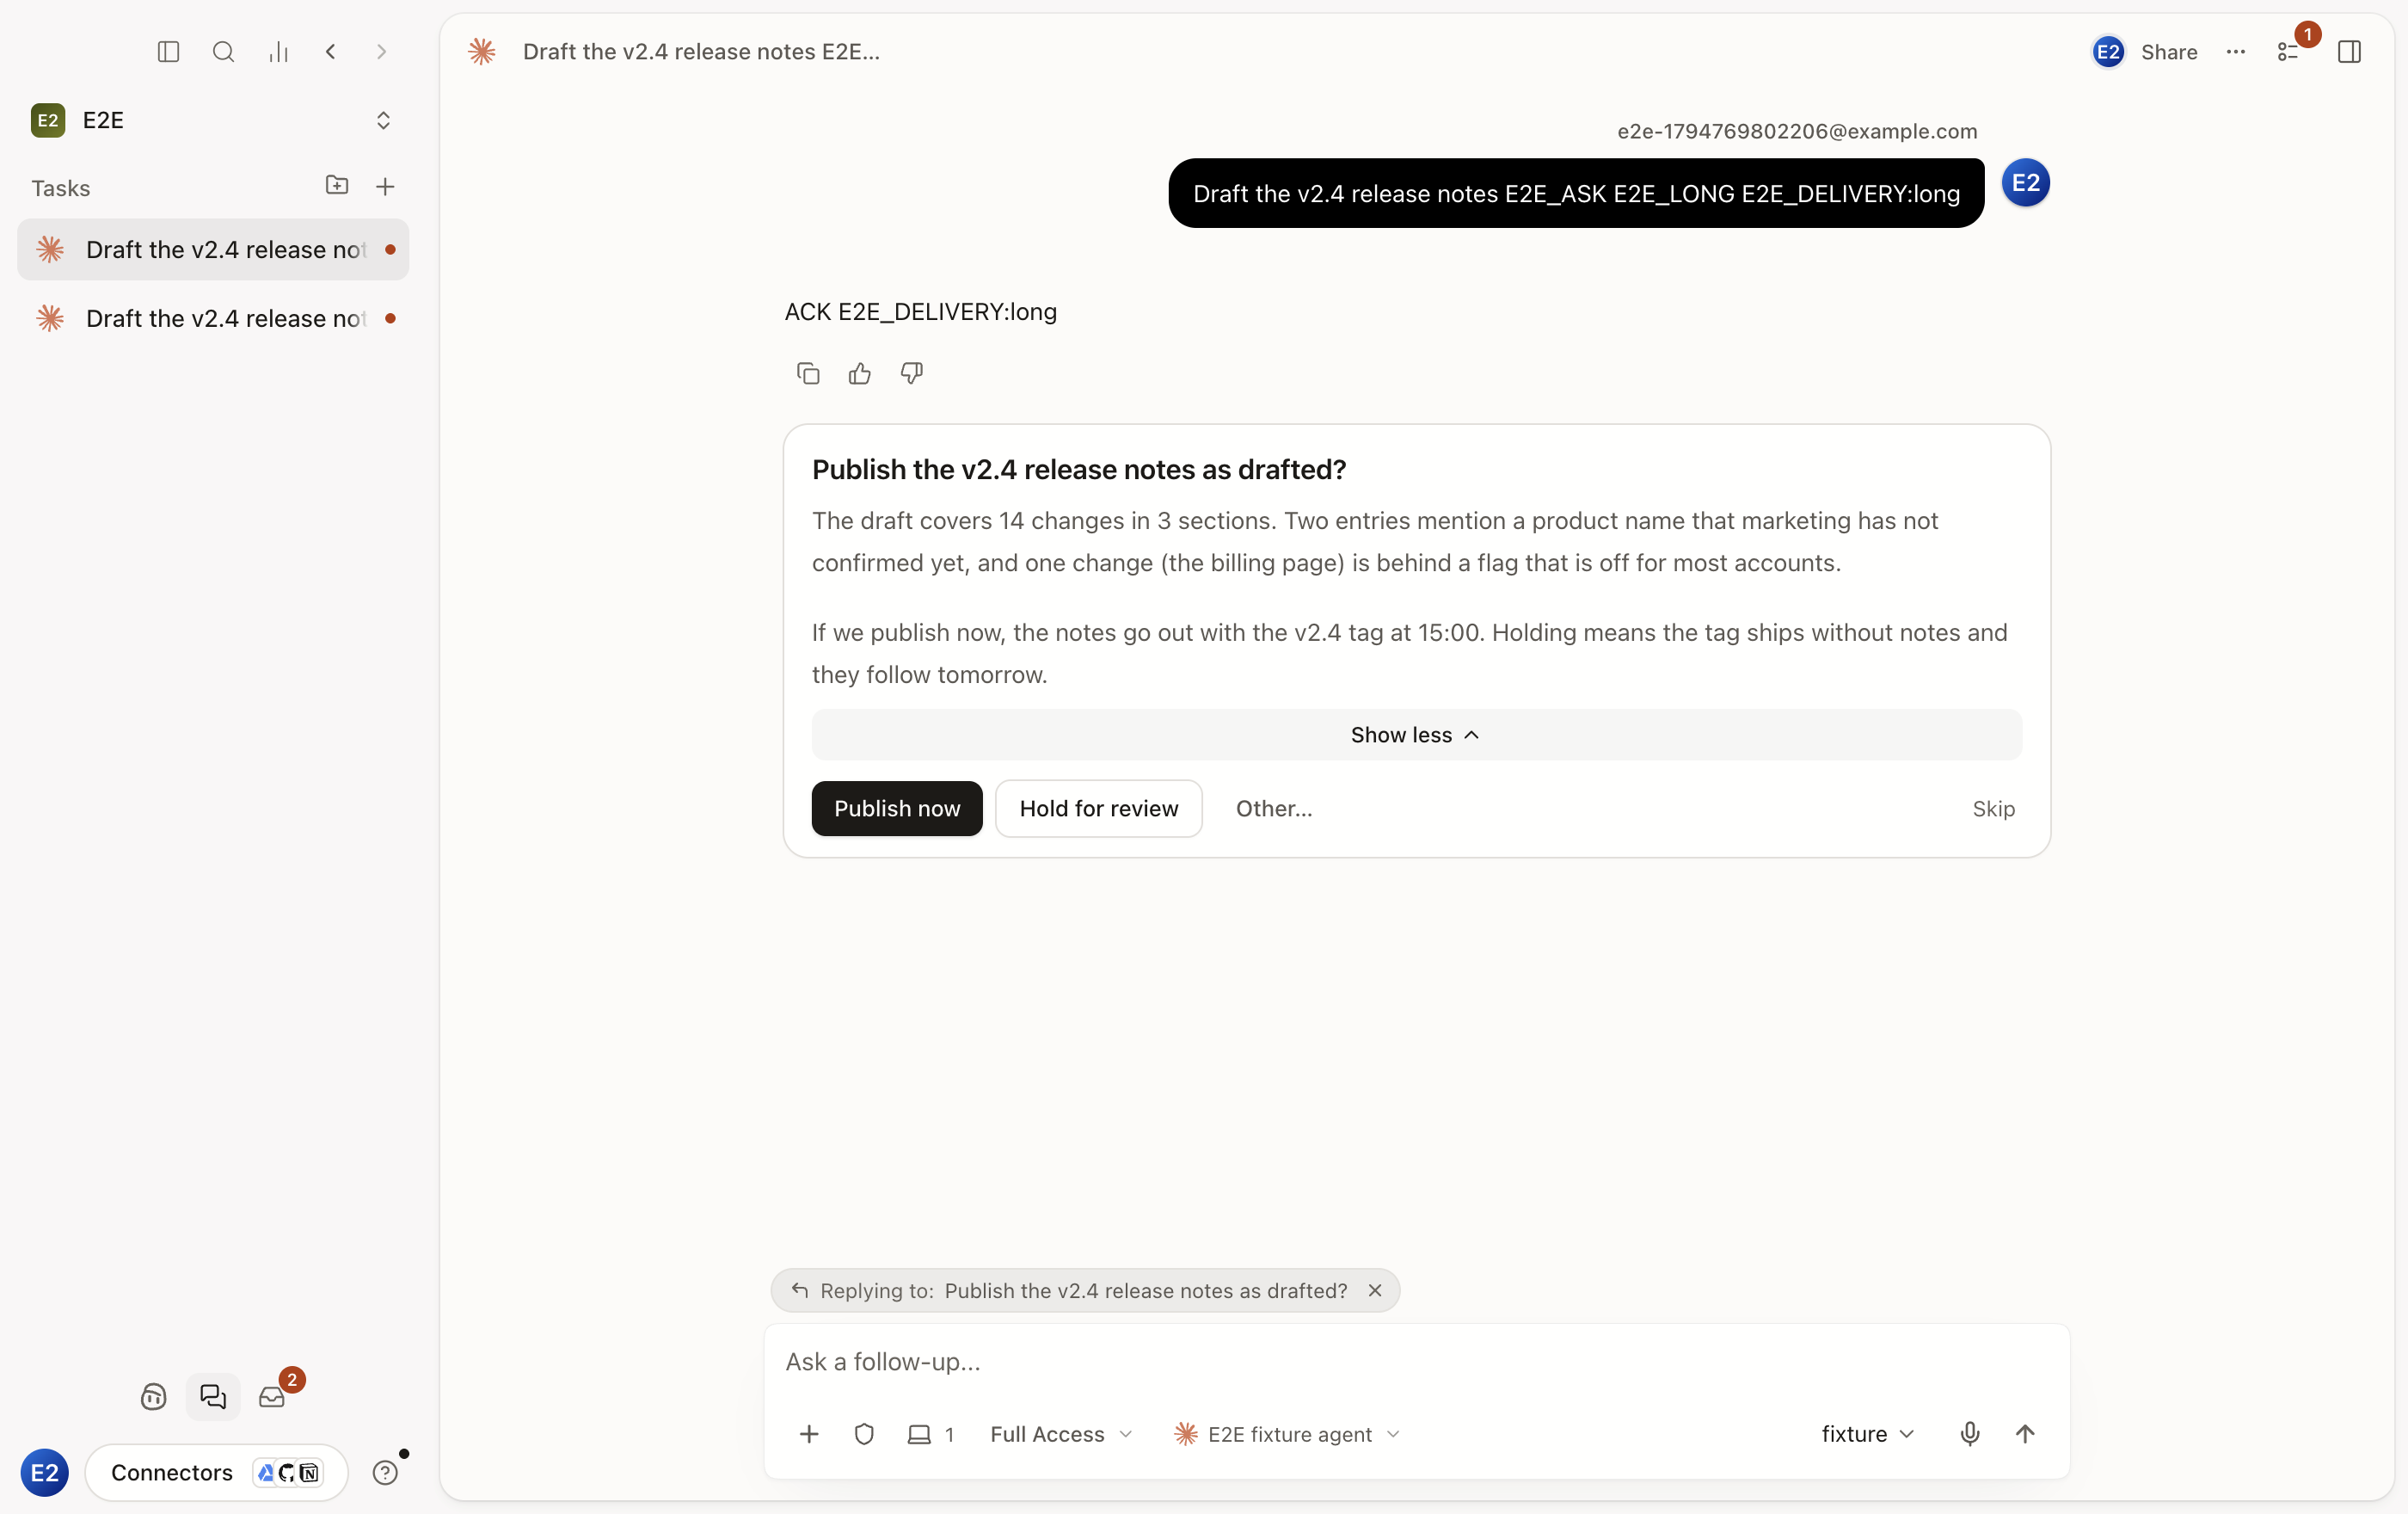 Draft the v2.4 release notes E2E...
E2
Share
1
E2
E2E
Tasks
Draft the v2.4 release not
Draft the v2.4 release not
e2e-1794769802206@example.com
Draft the v2.4 release notes E2E_ASK E2E_LONG E2E_DELIVERY:long
E2
ACK E2E_DELIVERY:long
Publish the v2.4 release notes as drafted?
The draft covers 14 changes in 3 sections. Two entries mention a product name that marketing has not
confirmed yet, and one change (the billing page) is behind a flag that is off for most accounts.
If we publish now, the notes go out with the v2.4 tag at 15:00. Holding means the tag ships without notes and
they follow tomorrow.
Show less
Publish now
Hold for review
Other...
Skip
Replying to: Publish the v2.4 release notes as drafted?
Ask a follow-up...
1
Full Access
E2E fixture agent
fixture
2
E2
Connectors